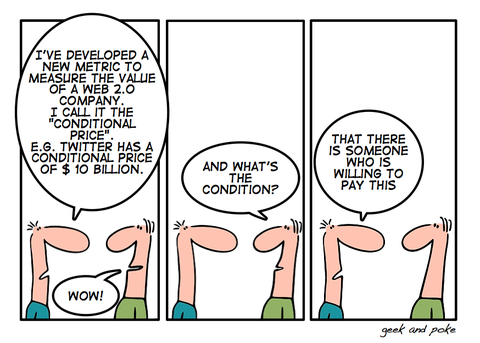 I'VE DEVELOPED A
NEW METRIC TO
MEASURE THE VALUE
OF A WEB 2.0
COMPANY.
I CALL IT THE
"CONDITIONAL
PRICE".
E.G. TWITTER HAS A
CONDITIONAL PRICE
OF $ 10 BILLION.
WOW!
AND WHAT'S
THE
CONDITION?
THAT THERE
IS SOMEONE
WHO IS
WILLING TO
PAY THIS
geek and poke